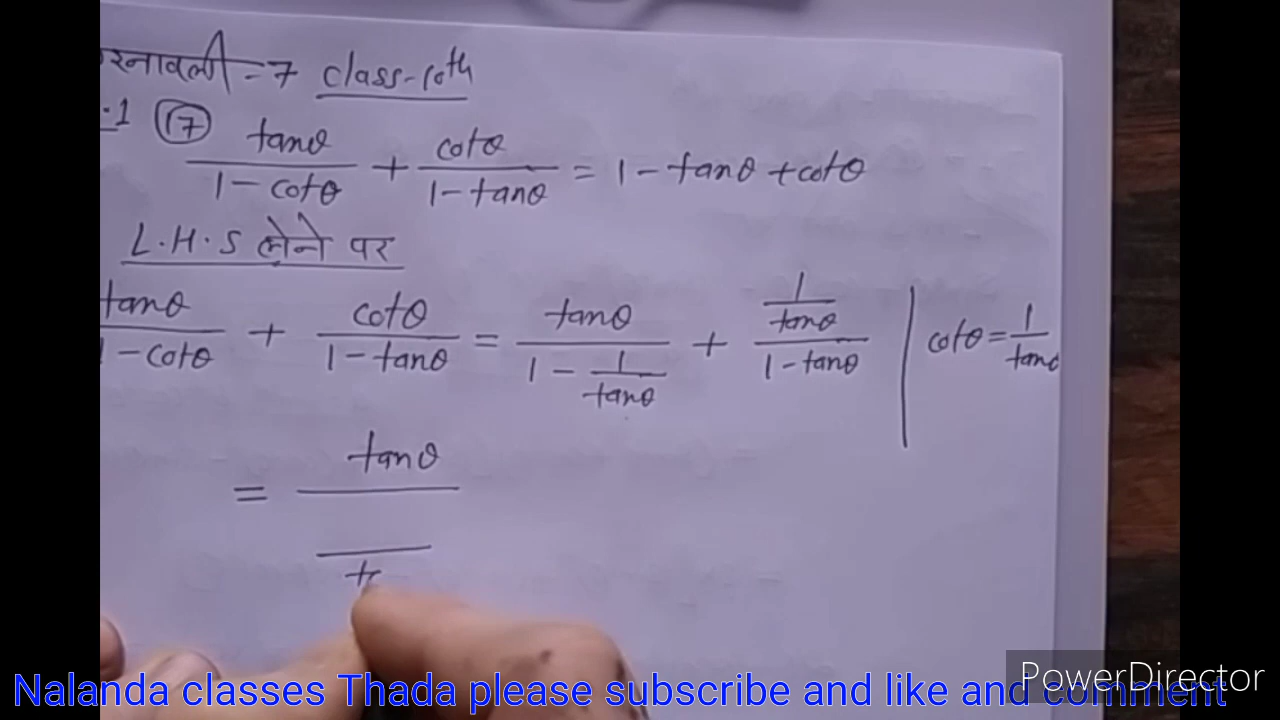 प्रश्नावली-7 class-10th
.1 (17) tanθ/(1-cotθ) + cotθ/(1-tanθ) = 1-tanθ+cotθ
L.H.S लेने पर
tanθ/(1-cotθ) + cotθ/(1-tanθ) = tanθ/(1-1/tanθ) + (1/tanθ)/(1-tanθ) | cotθ=1/tanθ
= tanθ/
PowerDirector
Nalanda classes Thada please subscribe and like and comment